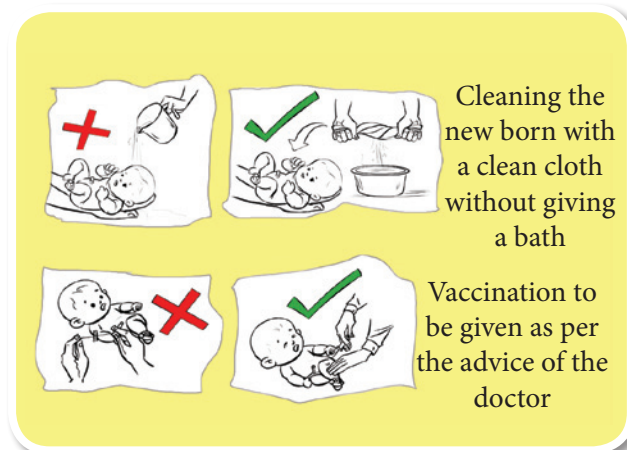 Cleaning the
new born with
a clean cloth
without giving
a bath
Vaccination to
be given as per
the advice of the
doctor